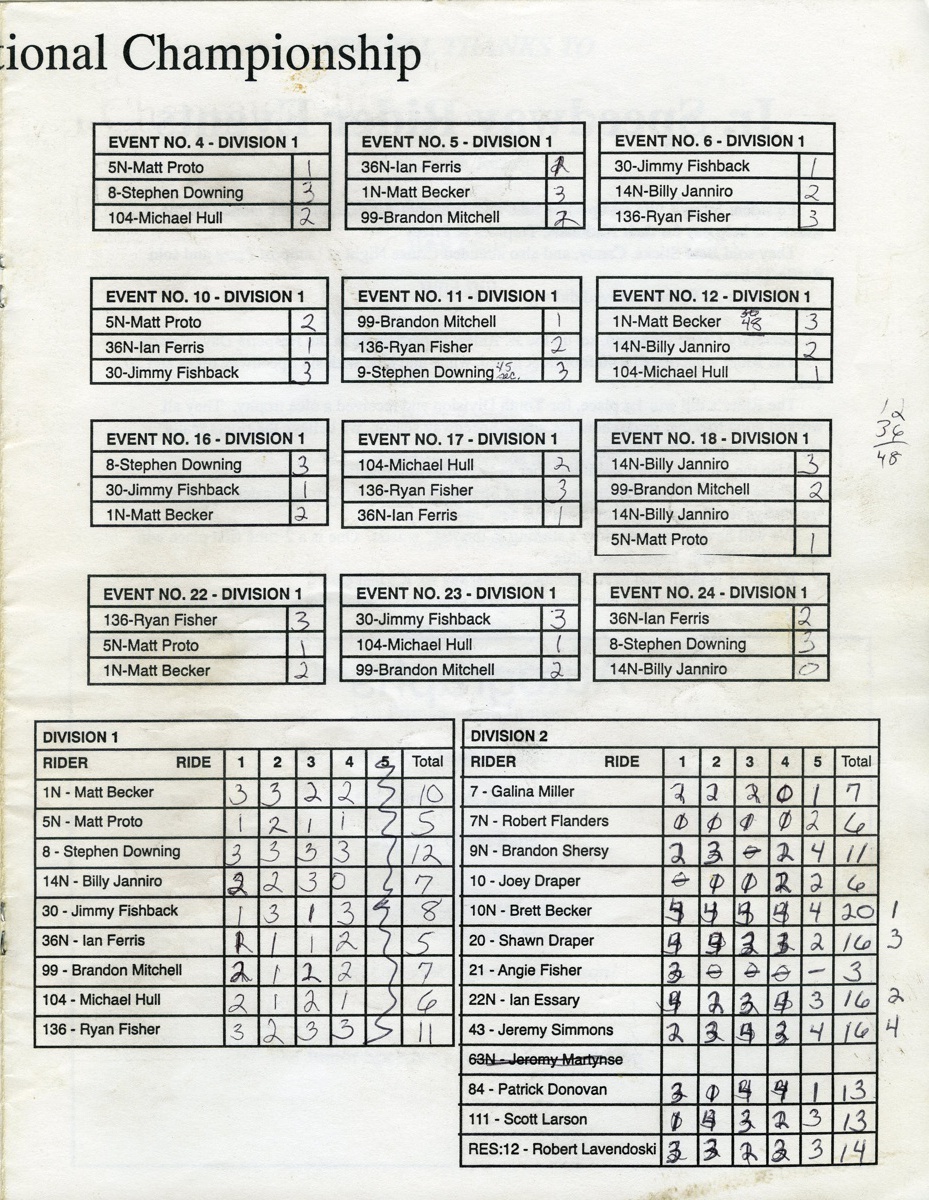 tional Championship
EVENT NO. 4 - DIVISION 1
5N-Matt Proto 1
8-Stephen Downing 3
104-Michael Hull 2
EVENT NO. 5 - DIVISION 1
36N-Ian Ferris
1N-Matt Becker 3
99-Brandon Mitchell 2
EVENT NO. 6 - DIVISION 1
30-Jimmy Fishback 1
14N-Billy Janniro 2
136-Ryan Fisher 3
EVENT NO. 10 - DIVISION 1
5N-Matt Proto 2
36N-Ian Ferris 1
30-Jimmy Fishback 3
EVENT NO. 11 - DIVISION 1
99-Brandon Mitchell 1
136-Ryan Fisher 2
9-Stephen Downing 45 sec. 3
EVENT NO. 12 - DIVISION 1
1N-Matt Becker 48 3
14N-Billy Janniro 2
104-Michael Hull 1
12
36
48
EVENT NO. 16 - DIVISION 1
8-Stephen Downing 3
30-Jimmy Fishback 1
1N-Matt Becker 2
EVENT NO. 17 - DIVISION 1
104-Michael Hull 2
136-Ryan Fisher 3
36N-Ian Ferris 1
EVENT NO. 18 - DIVISION 1
14N-Billy Janniro 3
99-Brandon Mitchell 2
14N-Billy Janniro
5N-Matt Proto 1
EVENT NO. 22 - DIVISION 1
136-Ryan Fisher 3
5N-Matt Proto 1
1N-Matt Becker 2
EVENT NO. 23 - DIVISION 1
30-Jimmy Fishback 3
104-Michael Hull 1
99-Brandon Mitchell 2
EVENT NO. 24 - DIVISION 1
36N-Ian Ferris 2
8-Stephen Downing 3
14N-Billy Janniro 0
DIVISION 1
RIDER RIDE 1 2 3 4 5 Total
1N - Matt Becker 3 3 2 2 10
5N - Matt Proto 1 2 1 1 5
8 - Stephen Downing 3 3 3 3 12
14N - Billy Janniro 2 2 3 0 7
30 - Jimmy Fishback 1 3 1 3 8
36N - Ian Ferris 1 1 2 5
99 - Brandon Mitchell 2 1 2 2 7
104 - Michael Hull 2 1 2 1 6
136 - Ryan Fisher 3 2 3 3 11
DIVISION 2
RIDER RIDE 1 2 3 4 5 Total
7 - Galina Miller 2 2 2 0 1 7
7N - Robert Flanders 2 6
9N - Brandon Shersy 2 3 0 2 4 11
10 - Joey Draper 2 2 6
10N - Brett Becker 4 4 20 1
20 - Shawn Draper 2 16 3
21 - Angie Fisher 3 0 0 0 - 3
22N - Ian Essary 2 3 16 2
43 - Jeremy Simmons 2 3 4 16 4
63N - Jeromy Martynse
84 - Patrick Donovan 3 4 4 1 13
111 - Scott Larson 4 3 2 3 13
RES:12 - Robert Lavendoski 3 3 2 2 3 14